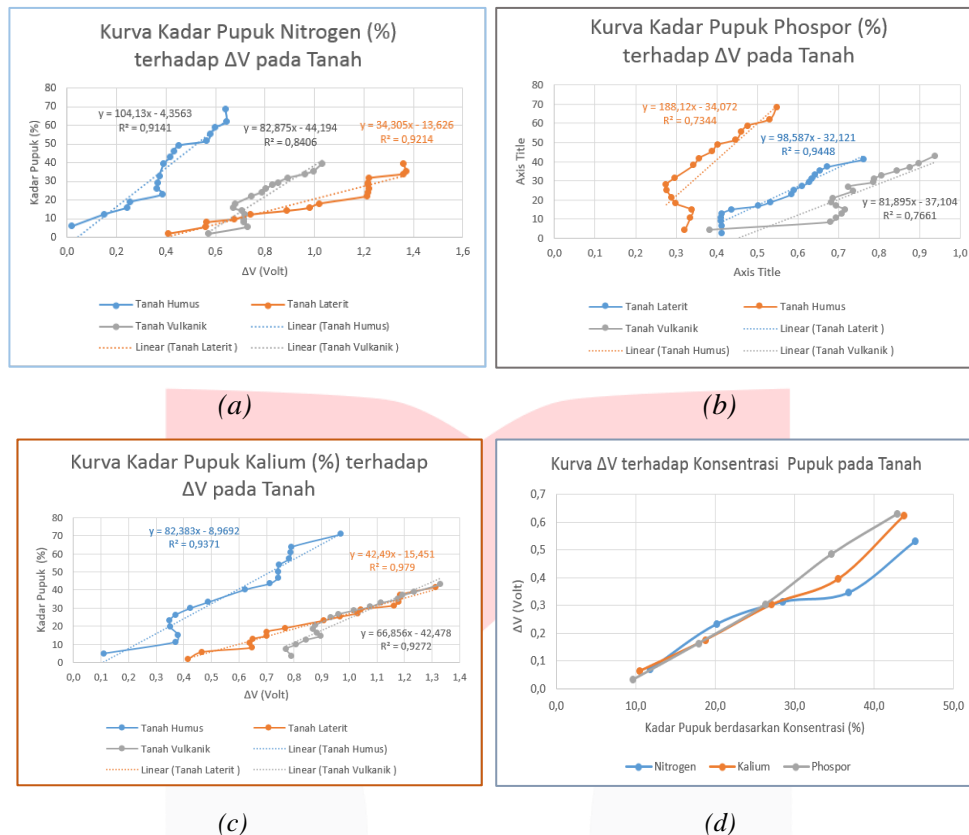 Kurva Kadar Pupuk Nitrogen (%)
terhadap ΔV pada Tanah
Kadar Pupuk (%)
80
70
60
50
40
30
20
10
0
y = 104,13x - 4,3563
R² = 0,9141
82,875x - 44,194
R² = 0,8406
y = 34,305x - 13,626
R² = 0,9214
0,0 0,2 0,4 0,6 0,8 1,0 1,2 1,4 1,6
ΔV (Volt)
Tanah Humus Tanah Laterit
Tanah Vulkanik Linear (Tanah Humus)
Linear (Tanah Laterit ) Linear (Tanah Vulkanik )
(a)
Kurva Kadar Pupuk Phospor (%)
terhadap ΔV pada Tanah
Axis Title
80
70
60
50
40
30
20
10
0
y = 188,12x - 34,072
R² = 0,7344
y = 98,587x - 32,121
R² = 0,9448
y = 81,895x - 37,104
R² = 0,7661
0,0 0,1 0,2 0,3 0,4 0,5 0,6 0,7 0,8 0,9 1,0
Axis Title
Tanah Laterit Tanah Humus
Tanah Vulkanik Linear (Tanah Laterit )
Linear (Tanah Humus) Linear (Tanah Vulkanik )
(b)
Kurva Kadar Pupuk Kalium (%) terhadap
ΔV pada Tanah
Kadar Pupuk (%)
80
70
60
50
40
30
20
10
0
y = 82,383x - 8,9692
R² = 0,9371
y = 42,49x - 15,451
R² = 0,979
y = 66,856x - 42,478
R² = 0,9272
0,0 0,1 0,2 0,3 0,4 0,5 0,6 0,7 0,8 0,9 1,0 1,1 1,2 1,3 1,4
ΔV (Volt)
Tanah Humus Tanah Laterit
Tanah Vulkanik Linear (Tanah Humus)
Linear (Tanah Laterit ) Linear (Tanah Vulkanik )
(c)
Kurva ΔV terhadap Konsentrasi Pupuk pada Tanah
ΔV (Volt)
0,7
0,6
0,5
0,4
0,3
0,2
0,1
0,0
0,0 10,0 20,0 30,0 40,0 50,0
Kadar Pupuk berdasarkan Konsentrasi (%)
Nitrogen Kalium Phospor
(d)